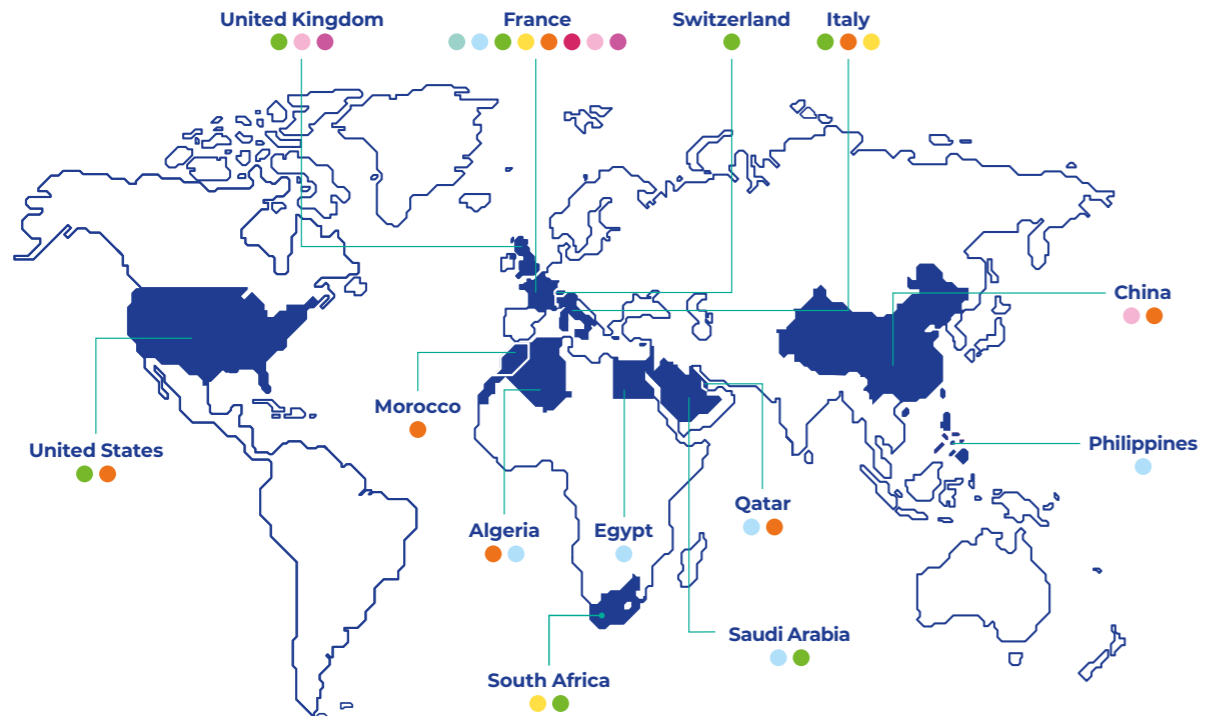 United Kingdom
France
Switzerland
Italy
China
Morocco
United States
Philippines
Qatar
Algeria
Egypt
Saudi Arabia
South Africa